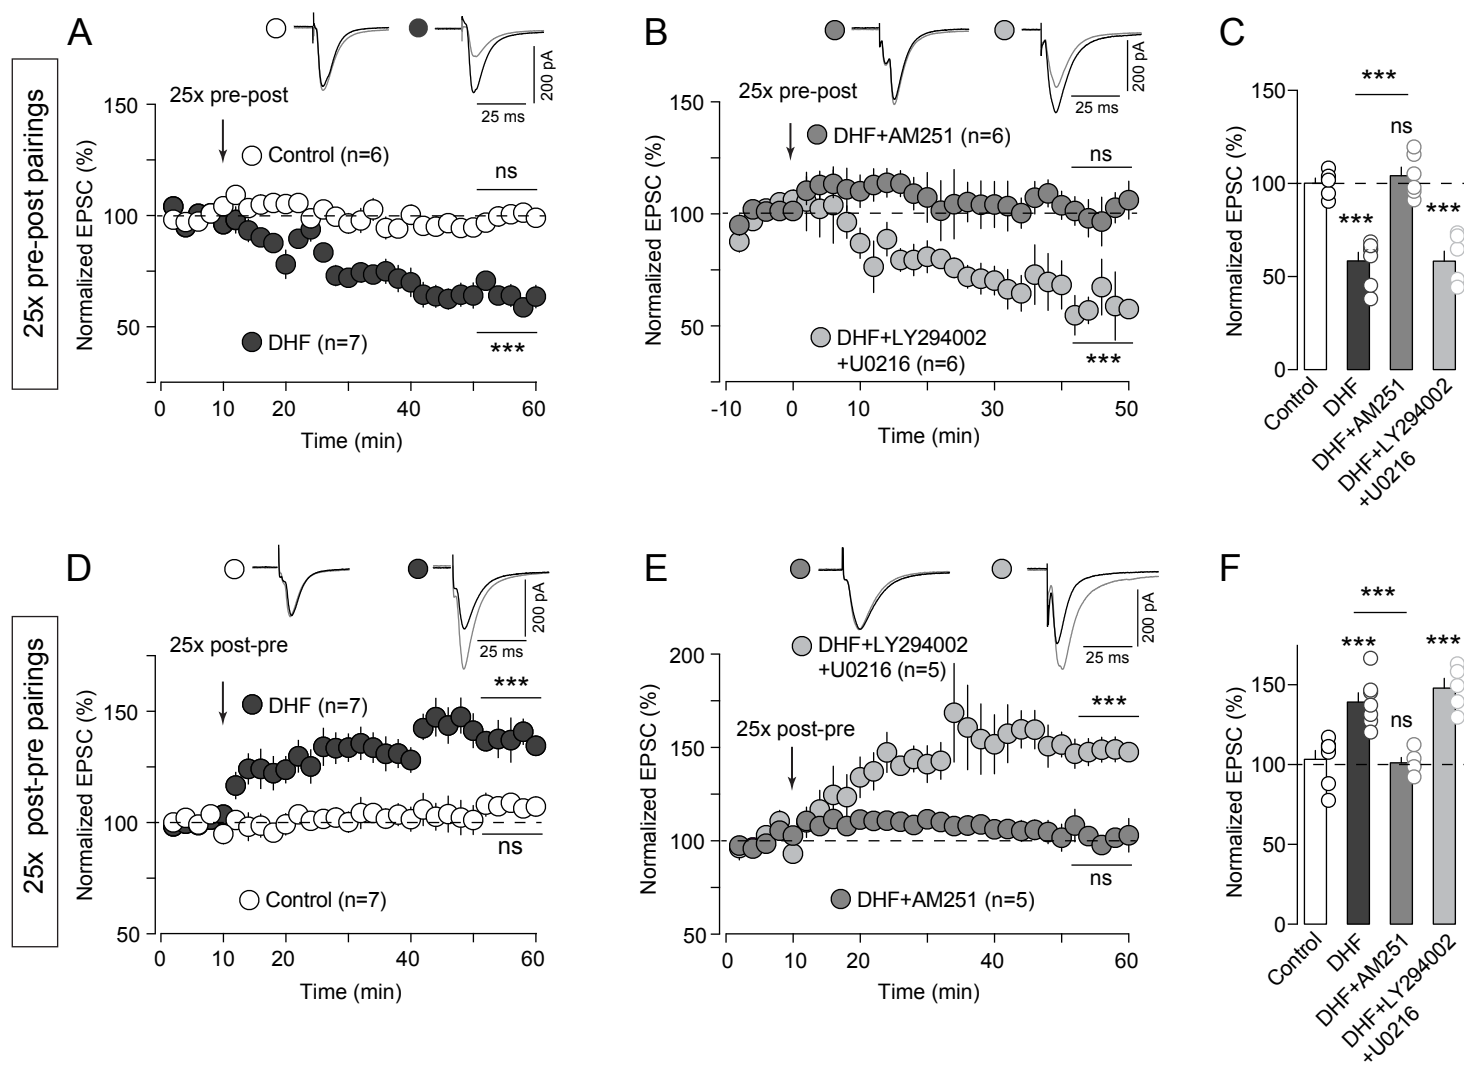 25x pre-post pairings
A
200 pA
25 ms
25x pre-post
Control (n=6)
ns
DHF (n=7)
***
Normalized EPSC (%)
150
100
50
0
20
40
60
Time (min)
B
200 pA
25 ms
25x pre-post
DHF+AM251 (n=6)
ns
DHF+LY294002
+U0216 (n=6)
***
Normalized EPSC (%)
150
100
50
-10
0
10
30
50
Time (min)
C
***
ns
***
***
Normalized EPSC (%)
150
100
50
0
Control
DHF
DHF+AM251
DHF+LY294002
+U0216
25x post-pre pairings
D
200 pA
25 ms
25x post-pre
***
DHF (n=7)
ns
Control (n=7)
Normalized EPSC (%)
150
100
50
0
20
40
60
Time (min)
E
200 pA
25 ms
DHF+LY294002
+U0216 (n=5)
***
25x post-pre
ns
DHF+AM251 (n=5)
Normalized EPSC (%)
200
150
100
50
0
10
20
40
60
Time (min)
F
***
***
***
ns
Normalized EPSC (%)
150
100
50
0
Control
DHF
DHF+AM251
DHF+LY294002
+U0216